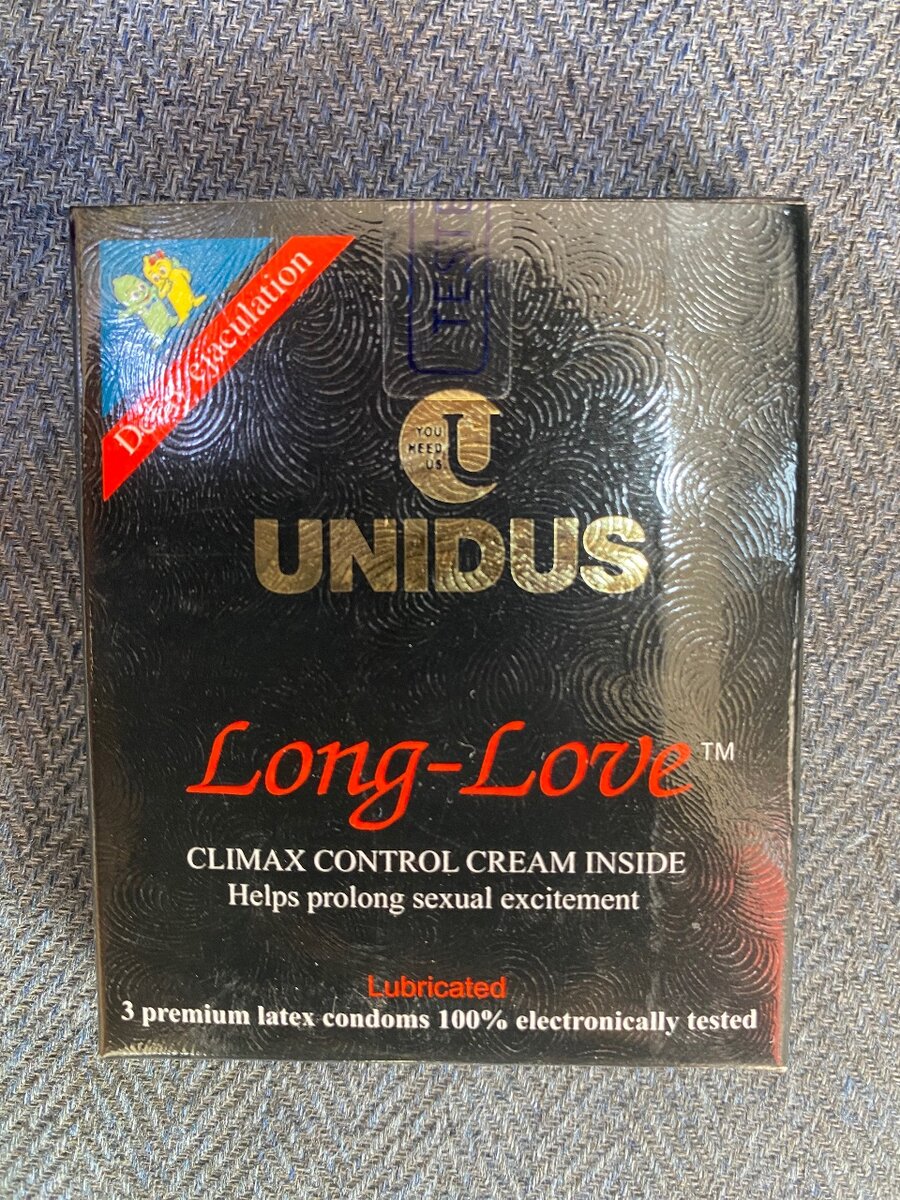 TESTE
Delay ejaculation
YOU
NEED
US
U
UNIDUS
Long-Love™
CLIMAX CONTROL CREAM INSIDE
Helps prolong sexual excitement
Lubricated
3 premium latex condoms 100% electronically tested